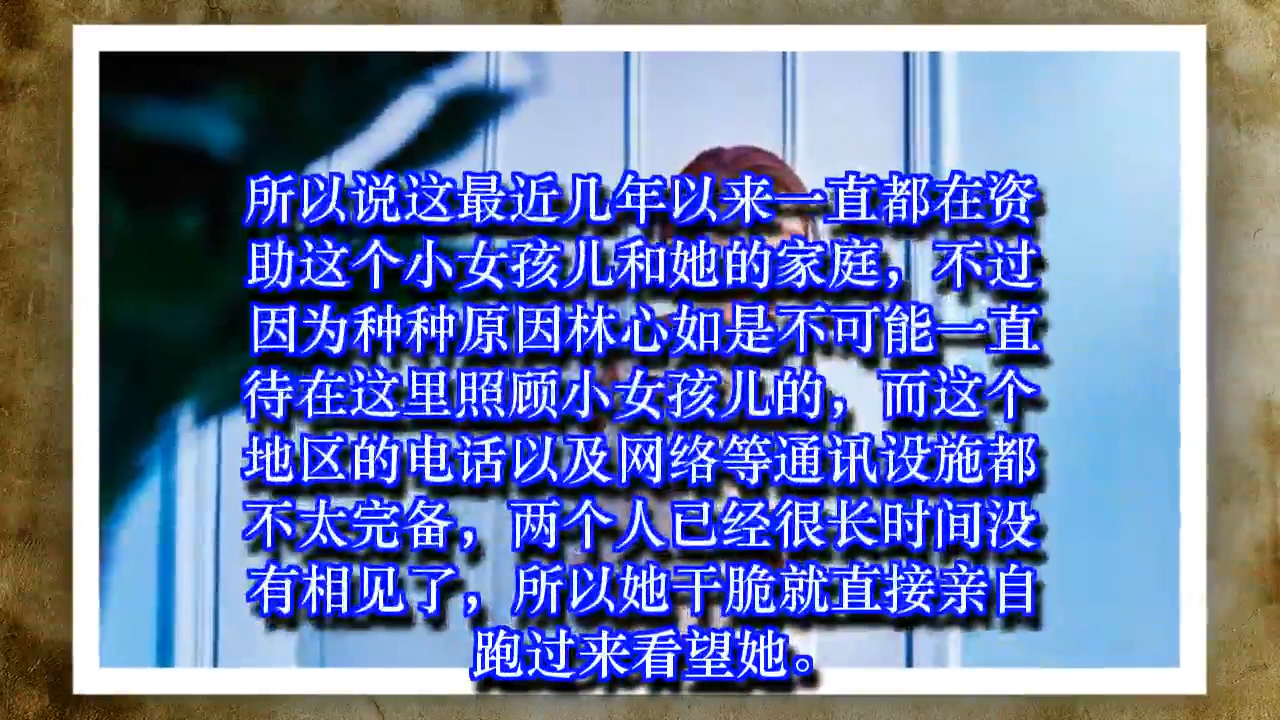 所以说这最近几年以来一直都在资
助这个小女孩儿和她的家庭，不过
因为种种原因林心如是不可能一直
待在这里照顾小女孩儿的，而这个
地区的电话以及网络等通讯设施都
不太完备，两个人已经很长时间没
有相见了，所以她干脆就直接亲自
跑过来看望她。